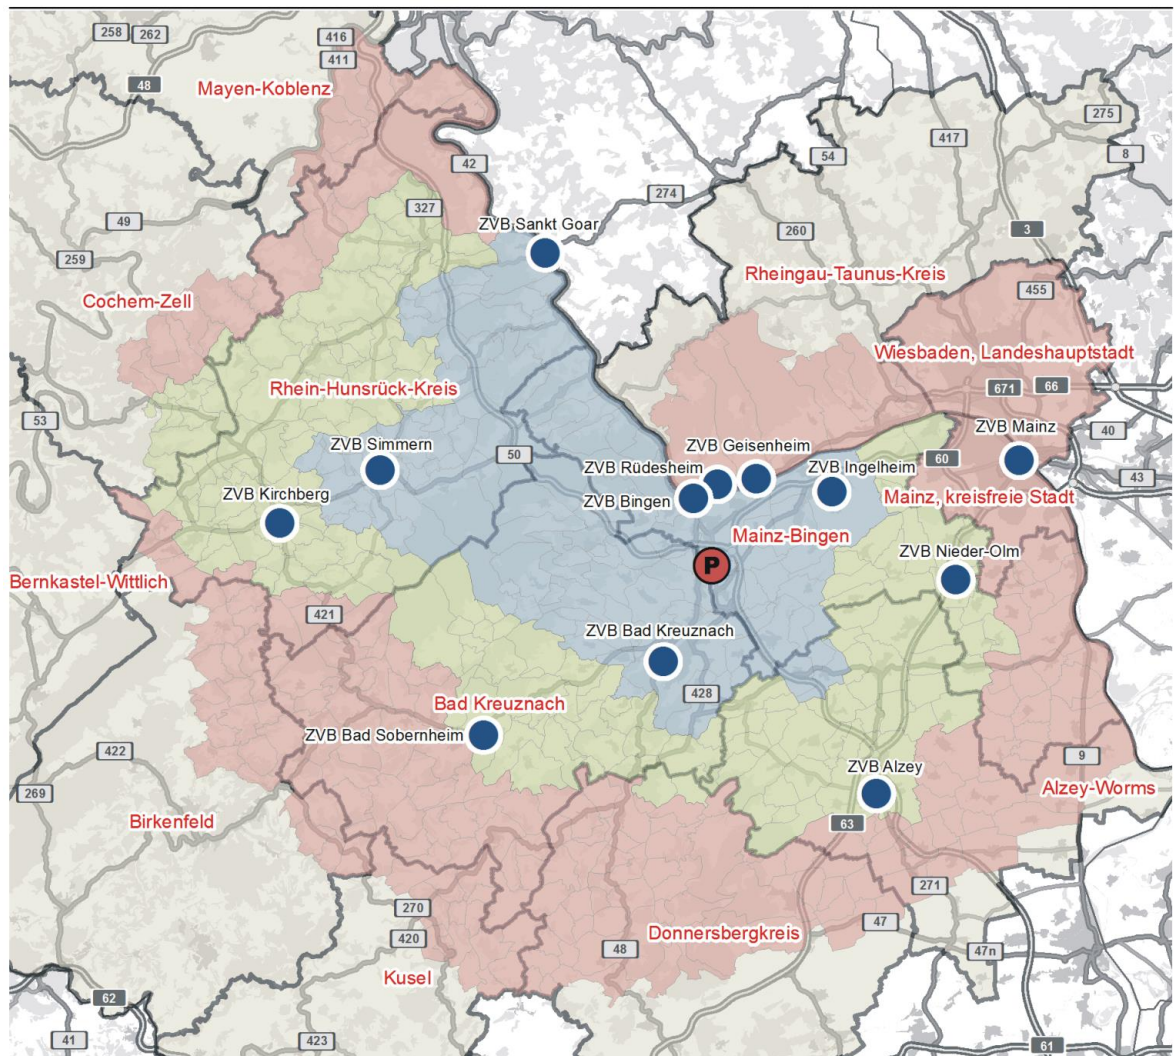 258
262
416
411
48
Mayen-Koblenz
275
417
54
8
42
274
327
49
ZVB Sankt Goar
260
3
259
Rheingau-Taunus-Kreis
455
Cochem-Zell
Wiesbaden, Landeshauptstadt
Rhein-Hunsrück-Kreis
671
66
53
ZVB Mainz
40
ZVB Simmern
50
ZVB Geisenheim
60
ZVB Rüdesheim
ZVB Ingelheim
43
ZVB Kirchberg
ZVB Bingen
Mainz, kreisfreie Stadt
Mainz-Bingen
ZVB Nieder-Olm
P
Bernkastel-Wittlich
421
ZVB Bad Kreuznach
428
Bad Kreuznach
ZVB Bad Sobernheim
422
9
ZVB Alzey
269
Alzey-Worms
Birkenfeld
63
271
270
47
Donnersbergkreis
420
48
47n
Kusel
62
41
423
61